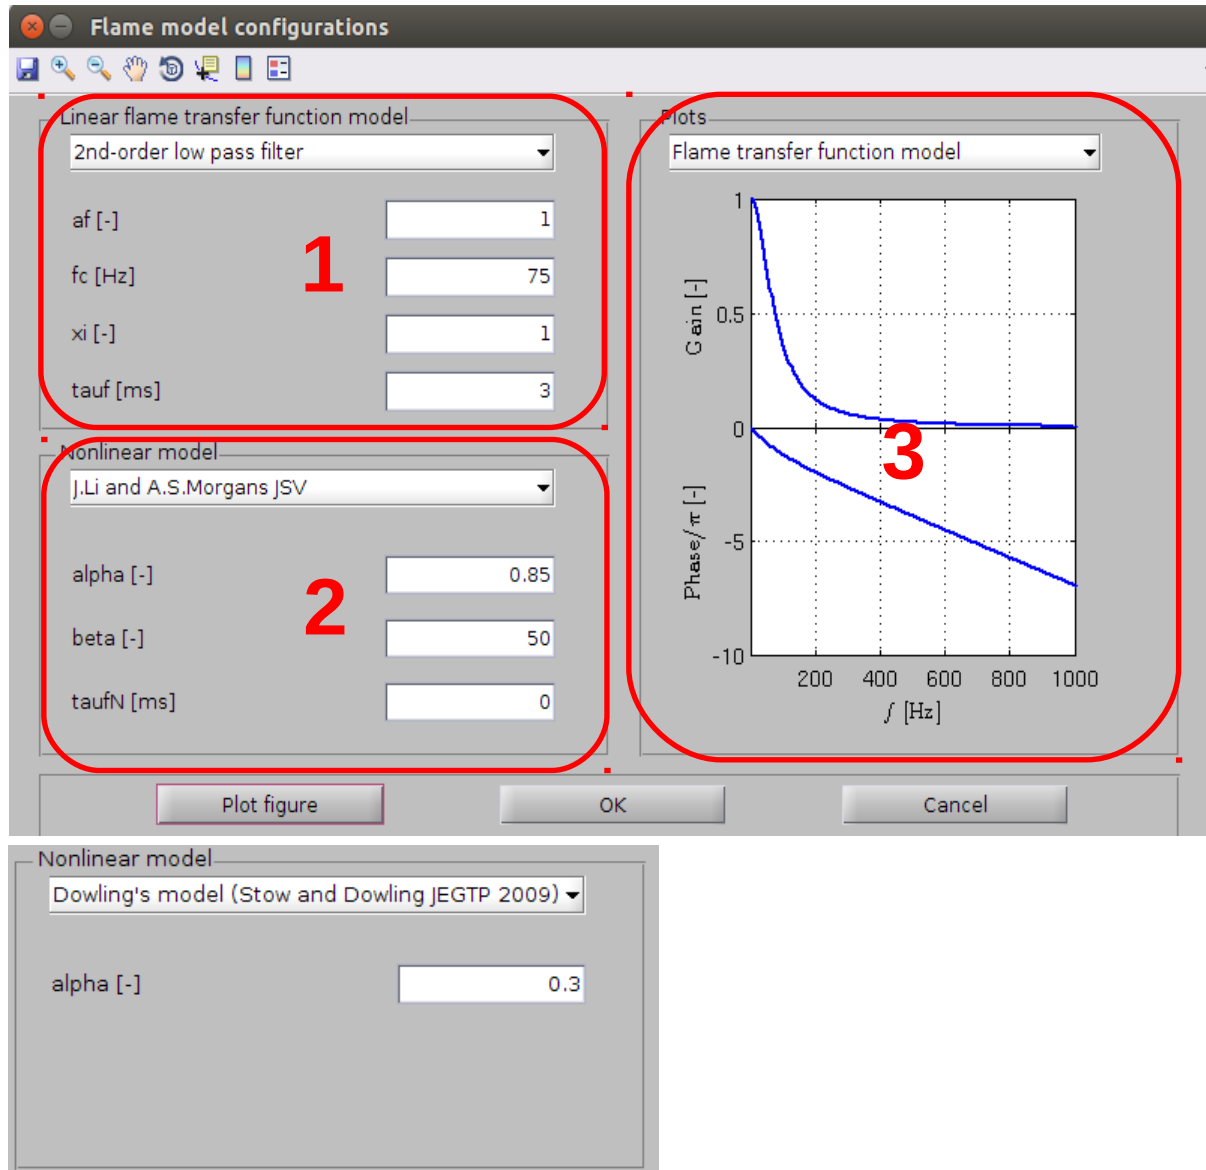 Flame model configurations
Linear flame transfer function model
2nd-order low pass filter
af [-] 1
fc [Hz] 75
xi [-] 1
tauf [ms] 3
1
Nonlinear model
J.Li and A.S.Morgans JSV
alpha [-] 0.85
beta [-] 50
taufN [ms] 0
2
Plots
Flame transfer function model
1
Gain [-]
0.5
0
3
Phase/π [-]
-5
-10
200 400 600 800 1000
f [Hz]
Plot figure OK Cancel
Nonlinear model
Dowling's model (Stow and Dowling JEGTP 2009)
alpha [-] 0.3